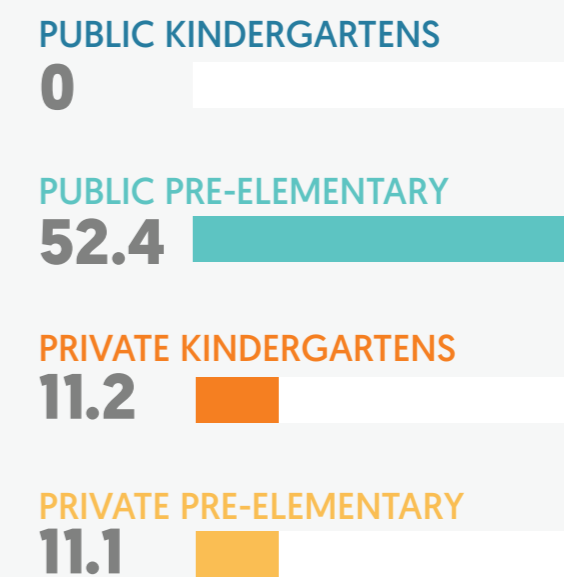 PUBLIC KINDERGARTENS
0
PUBLIC PRE-ELEMENTARY
52.4
PRIVATE KINDERGARTENS
11.2
PRIVATE PRE-ELEMENTARY
11.1